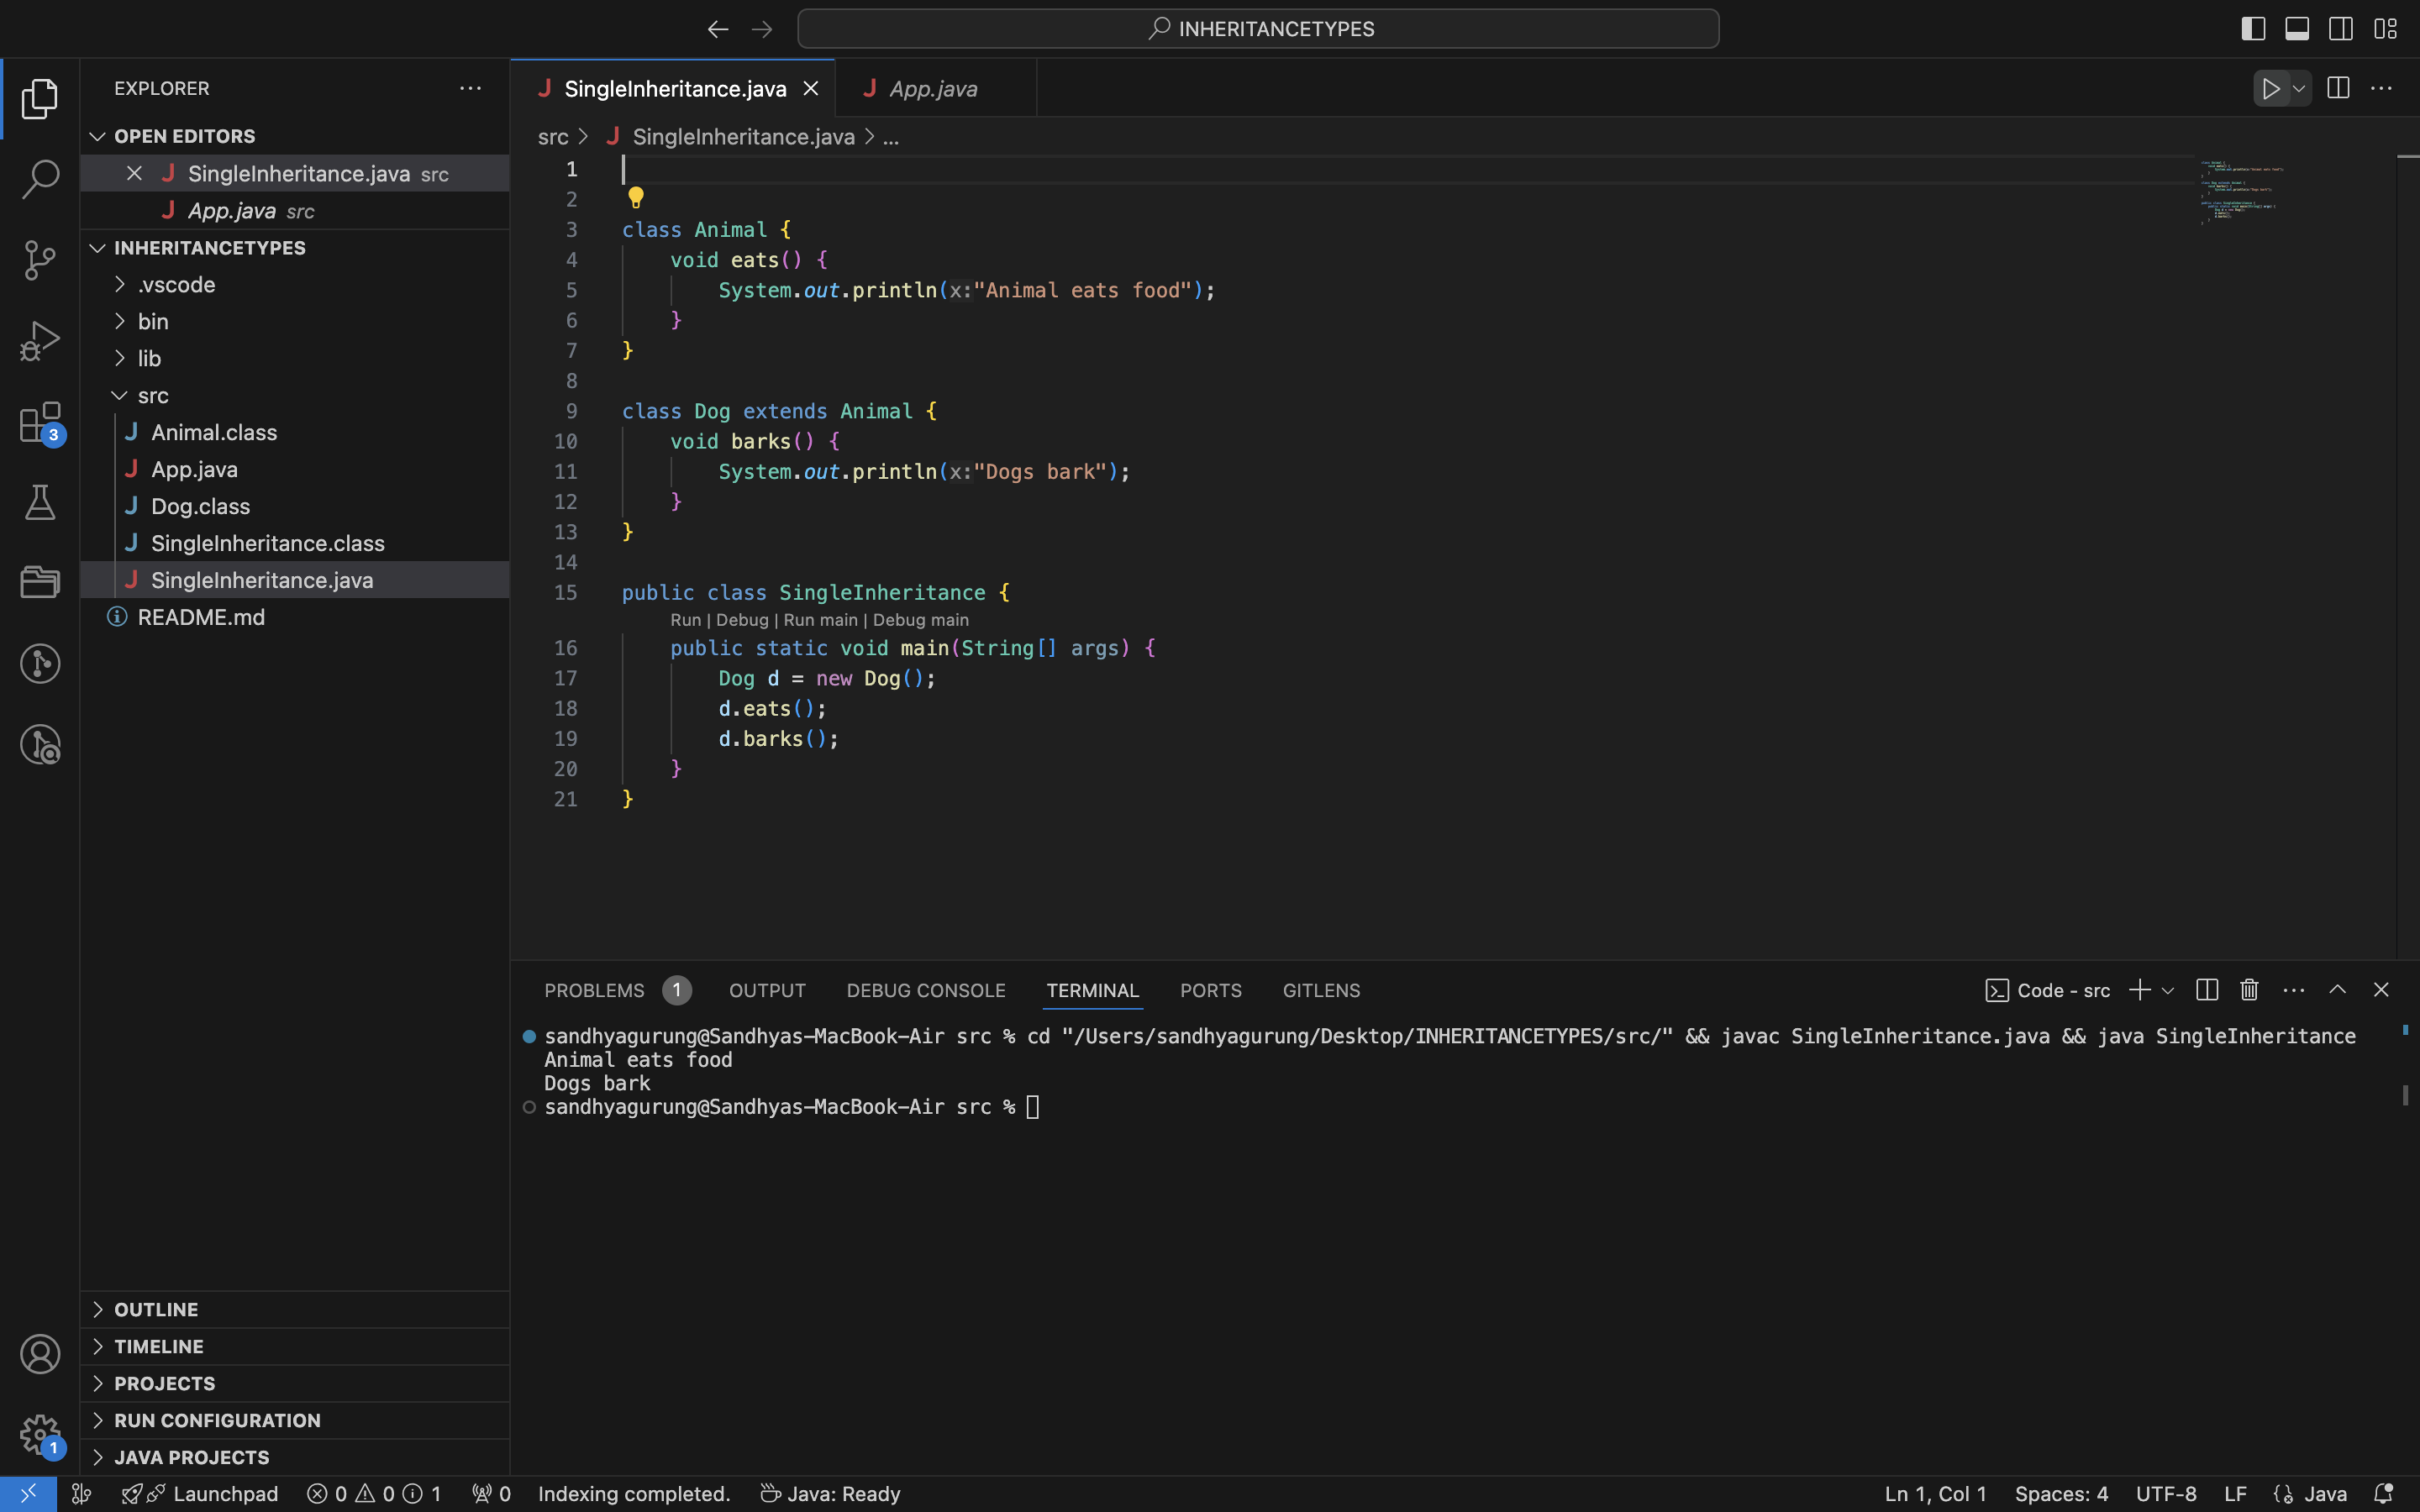 INHERITANCETYPES
EXPLORER
OPEN EDITORS
SingleInheritance.java src
App.java src
INHERITANCETYPES
.vscode
bin
lib
src
Animal.class
App.java
Dog.class
SingleInheritance.class
SingleInheritance.java
README.md
3
1
OUTLINE
TIMELINE
PROJECTS
RUN CONFIGURATION
JAVA PROJECTS
SingleInheritance.java App.java
src > SingleInheritance.java > ...
1
2
3 class Animal {
4 void eats() {
5 System.out.println(x:"Animal eats food");
6 }
7 }
8
9 class Dog extends Animal {
10 void barks() {
11 System.out.println(x:"Dogs bark");
12 }
13 }
14
15 public class SingleInheritance {
Run | Debug | Run main | Debug main
16 public static void main(String[] args) {
17 Dog d = new Dog();
18 d.eats();
19 d.barks();
20 }
21 }
PROBLEMS 1 OUTPUT DEBUG CONSOLE TERMINAL PORTS GITLENS Code - src
sandhyagurung@Sandhyas-MacBook-Air src % cd "/Users/sandhyagurung/Desktop/INHERITANCETYPES/src/" && javac SingleInheritance.java && java SingleInheritance
Animal eats food
Dogs bark
sandhyagurung@Sandhyas-MacBook-Air src %
Launchpad 0 0 1 0 Indexing completed. Java: Ready Ln 1, Col 1 Spaces: 4 UTF-8 LF Java